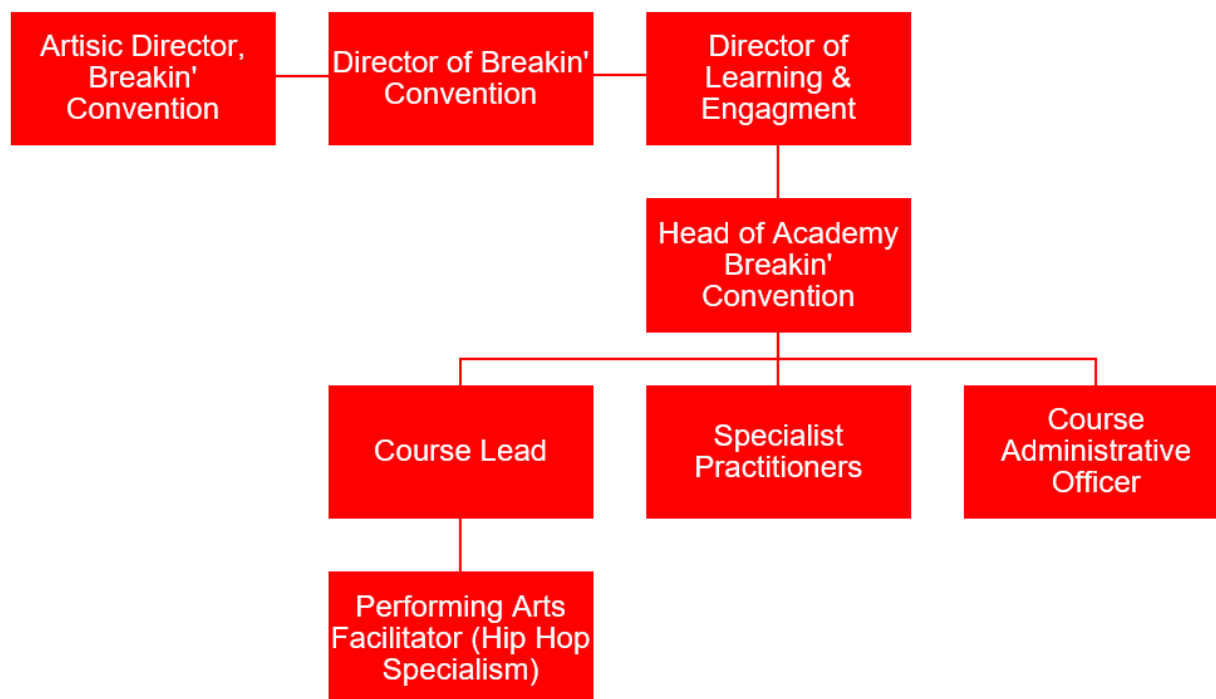 Artisic Director,
Breakin'
Convention
Director of Breakin'
Convention
Director of
Learning &
Engagment
Head of Academy
Breakin'
Convention
Course Lead
Specialist
Practitioners
Course
Administrative
Officer
Performing Arts
Facilitator (Hip Hop
Specialism)